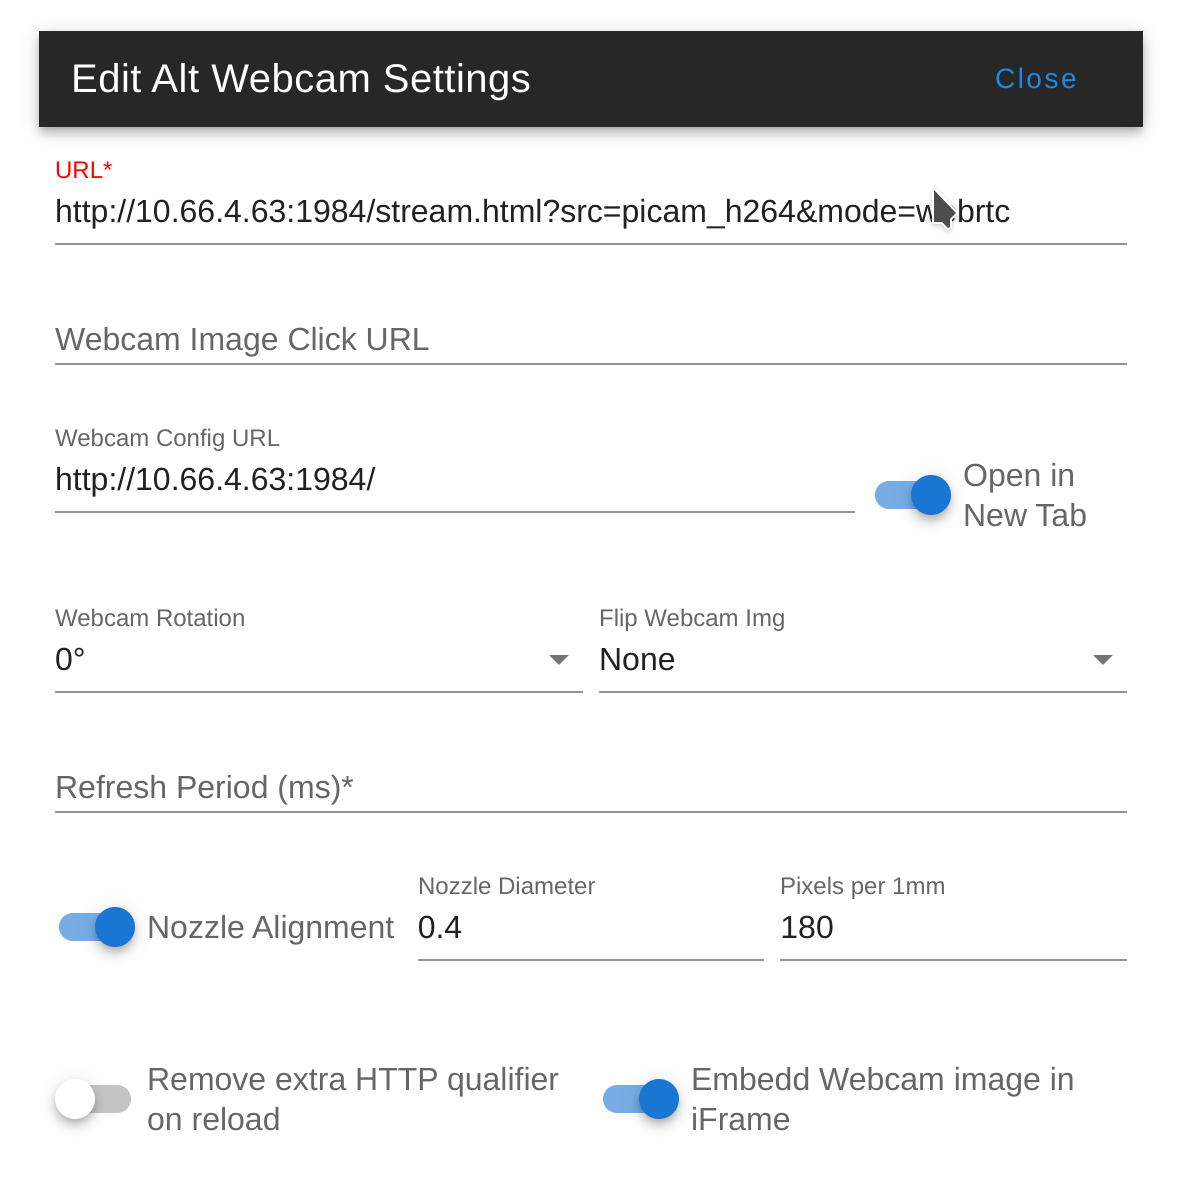 Edit Alt Webcam Settings Close
URL*
http://10.66.4.63:1984/stream.html?src=picam_h264&mode=webrtc
Webcam Image Click URL
Webcam Config URL
http://10.66.4.63:1984/
Open in
New Tab
Webcam Rotation Flip Webcam Img
0° None
Refresh Period (ms)*
Nozzle Diameter Pixels per 1mm
Nozzle Alignment 0.4 180
Remove extra HTTP qualifier
on reload
Embedd Webcam image in
iFrame